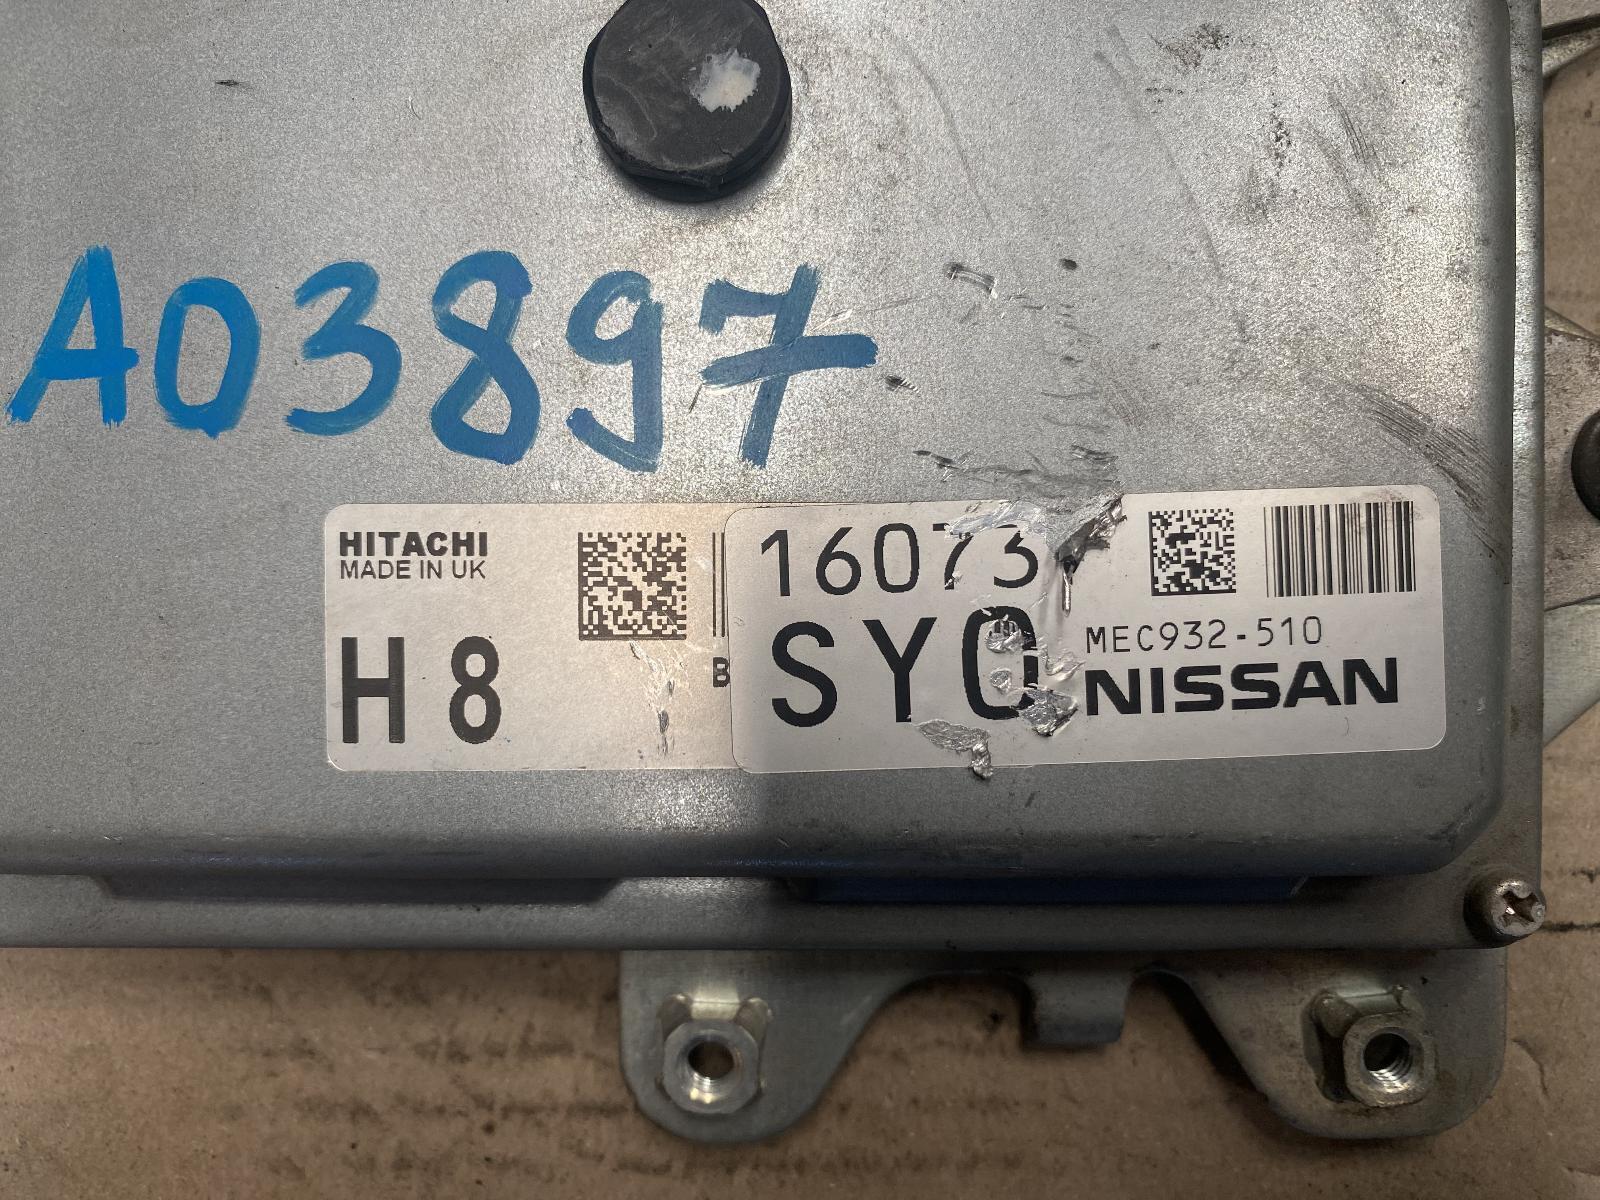 A03897
HITACHI
MADE IN UK
H8
B
16073
SY0
MEC932-510
NISSAN